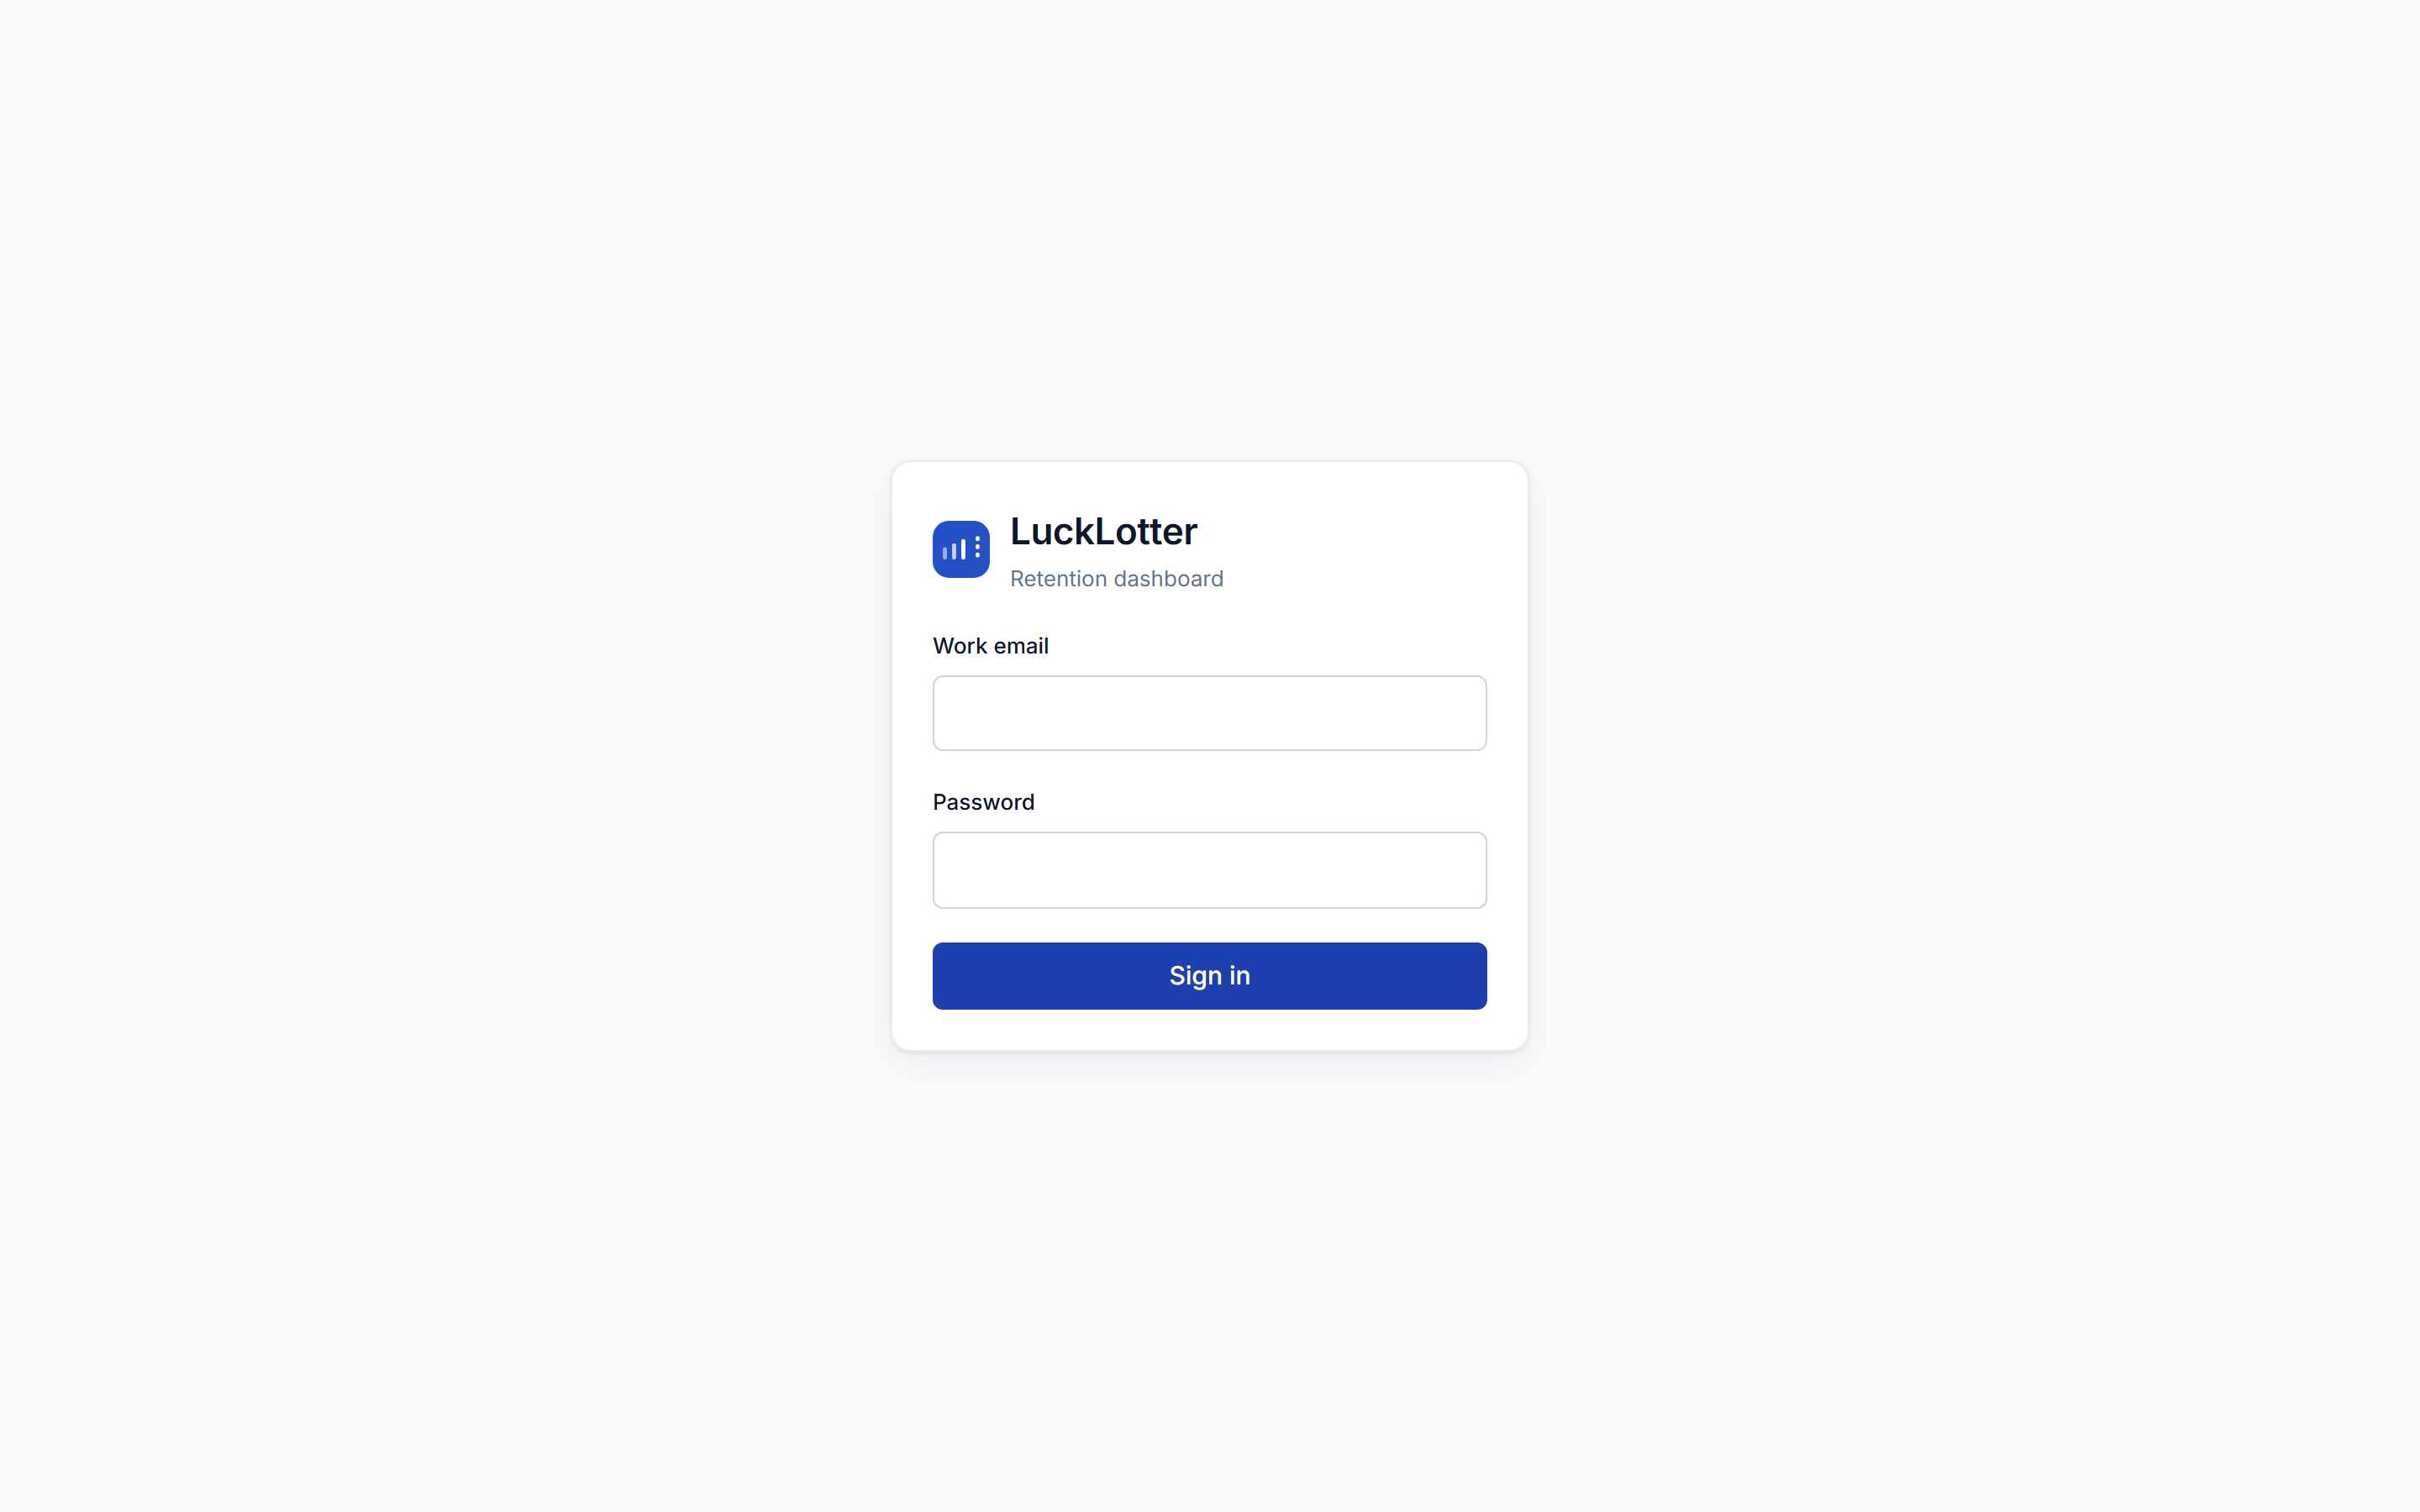 LuckLotter
Retention dashboard
Work email
Password
Sign in